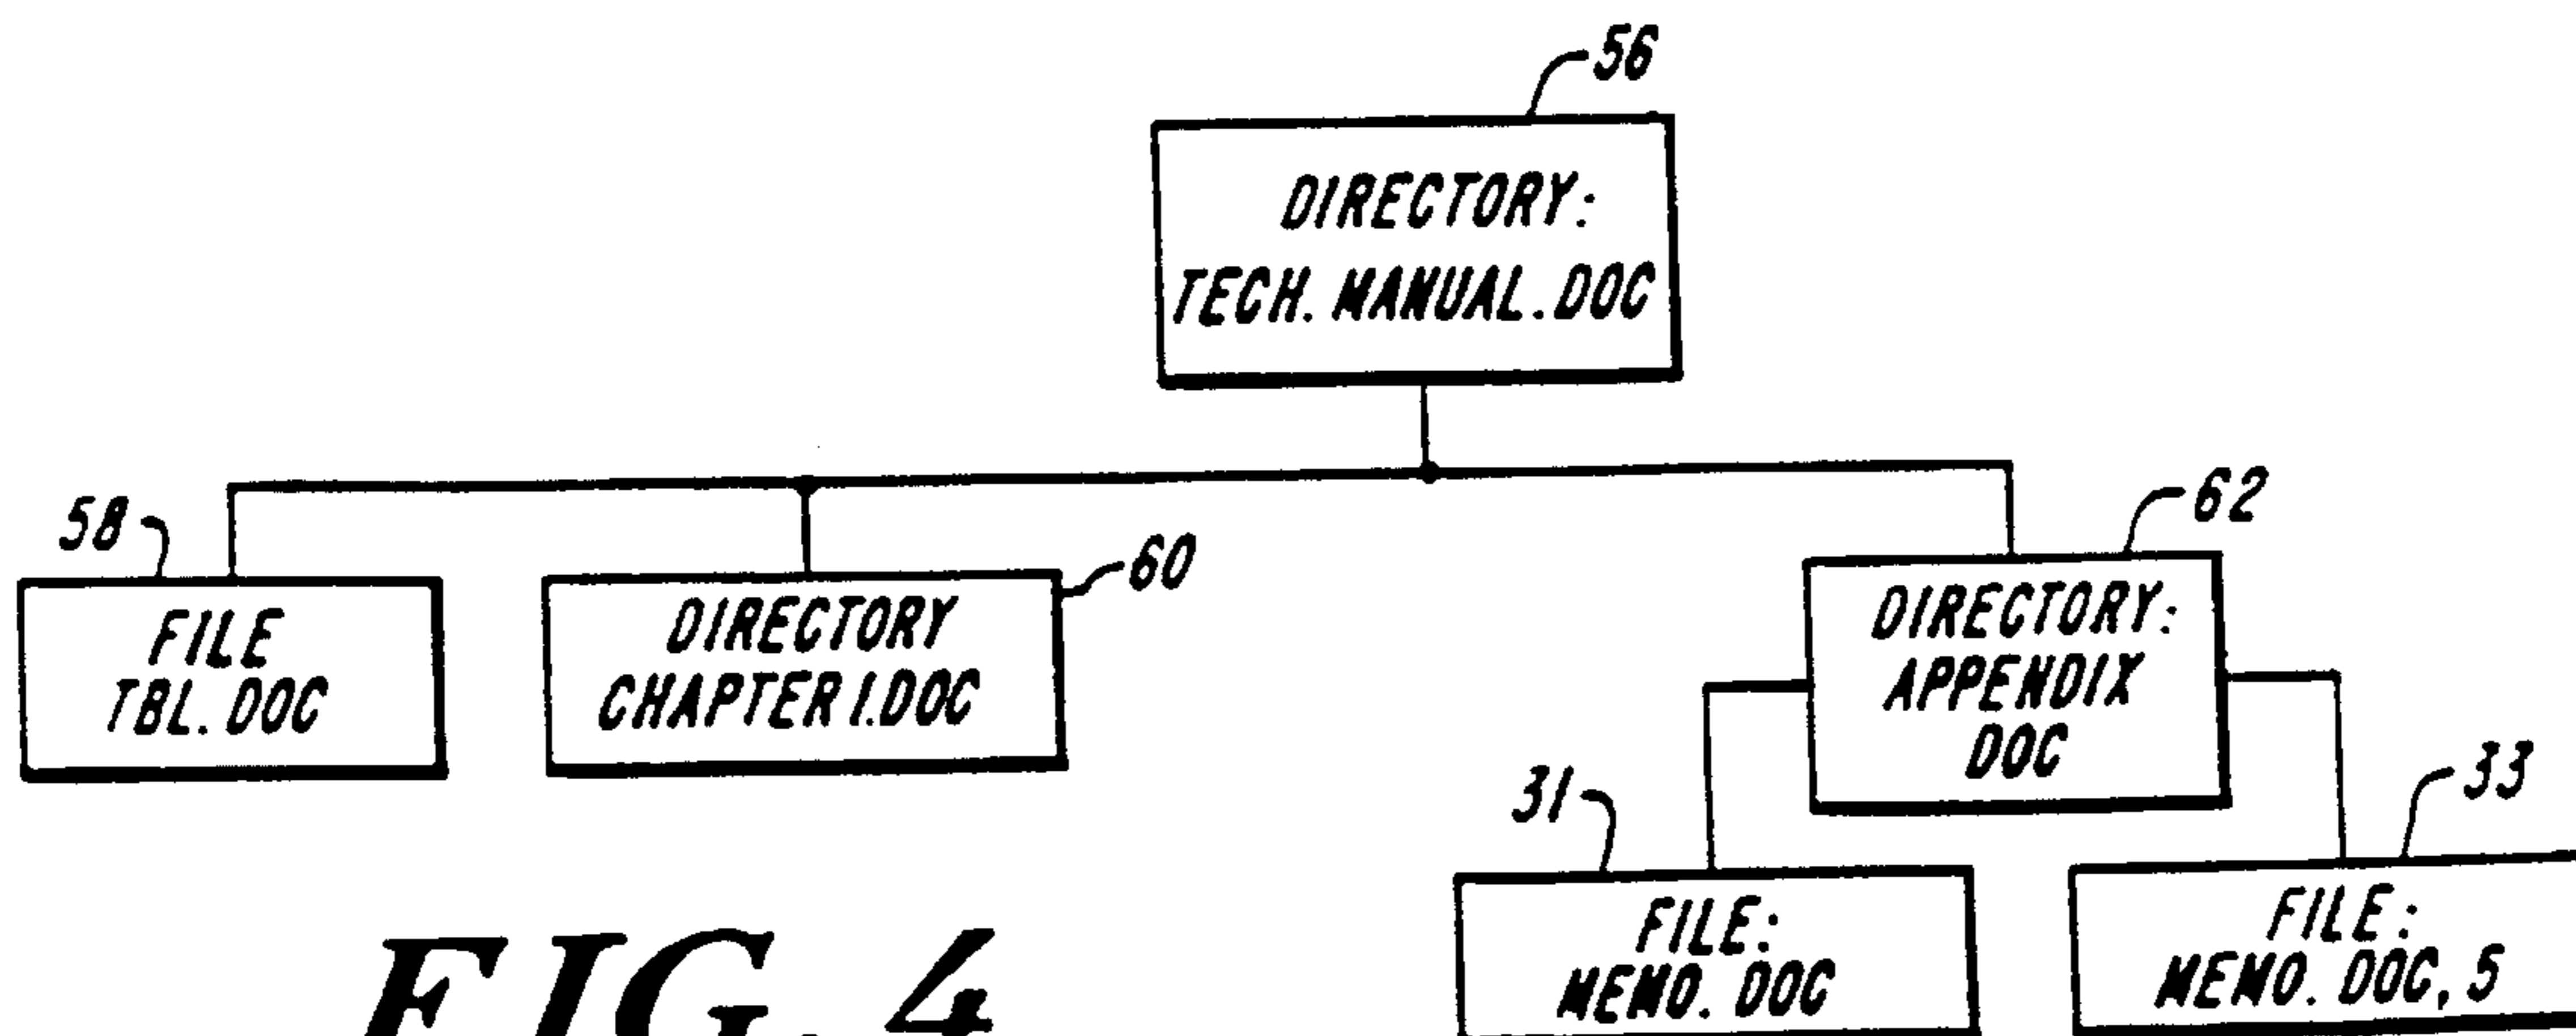 56
DIRECTORY:
TECH. MANUAL. DOC
58
FILE
TBL. DOC
60
DIRECTORY
CHAPTER 1. DOC
62
DIRECTORY:
APPENDIX
DOC
31
FILE:
MEMO. DOC
33
FILE:
MEMO. DOC, 5
FIG. 4